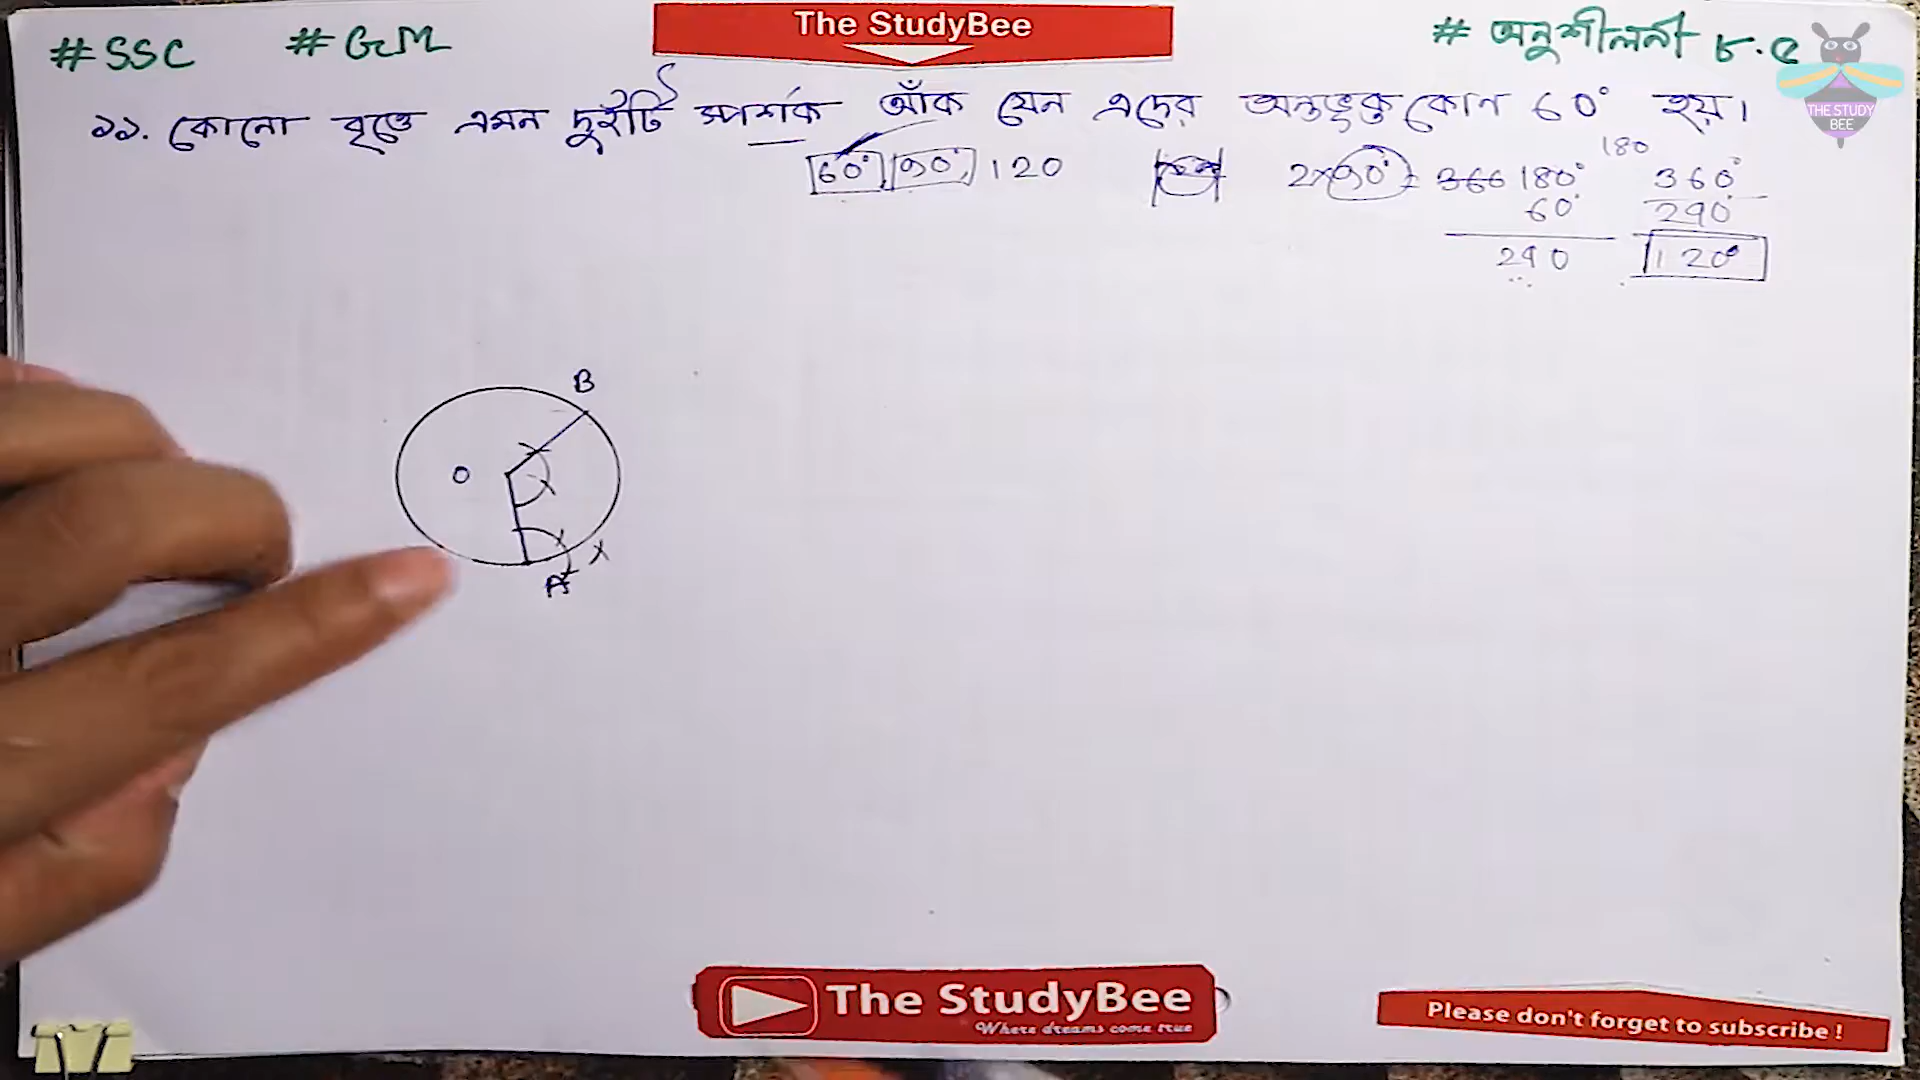 The StudyBee
#SSC #GM # অনুশীলনী ৮.৫
১১. কোনো বৃত্তে এমন দুইটি স্পর্শক আঁক যেন এদের অন্তর্ভুক্ত কোণ 60° হয়।
THE STUDY
BEE
180
60° 90° 120 2×90° = 360 180° 360°
60° 240°
240 120°
B
O
A
The StudyBee
Where dreams come true
Please don't forget to subscribe !